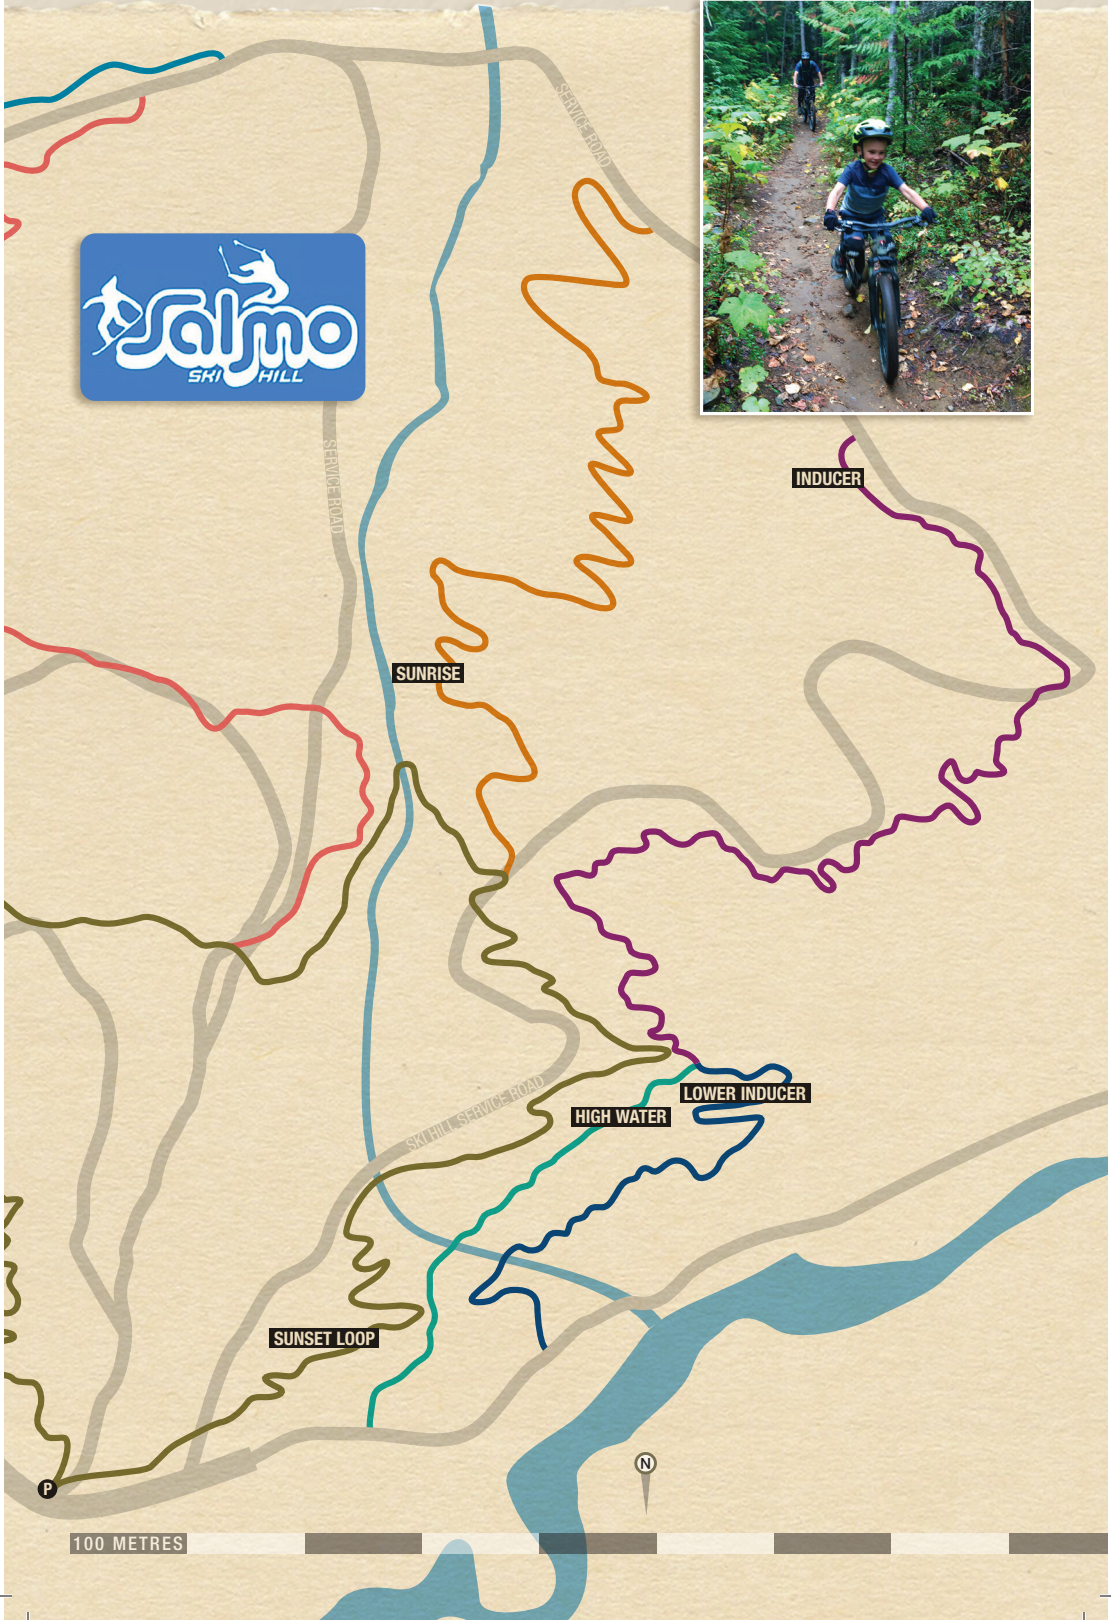 SERVICE ROAD
Salmo
SKI HILL
SERVICE ROAD
INDUCER
SUNRISE
LOWER INDUCER
HIGH WATER
SKI HILL SERVICE ROAD
SUNSET LOOP
N
P
100 METRES